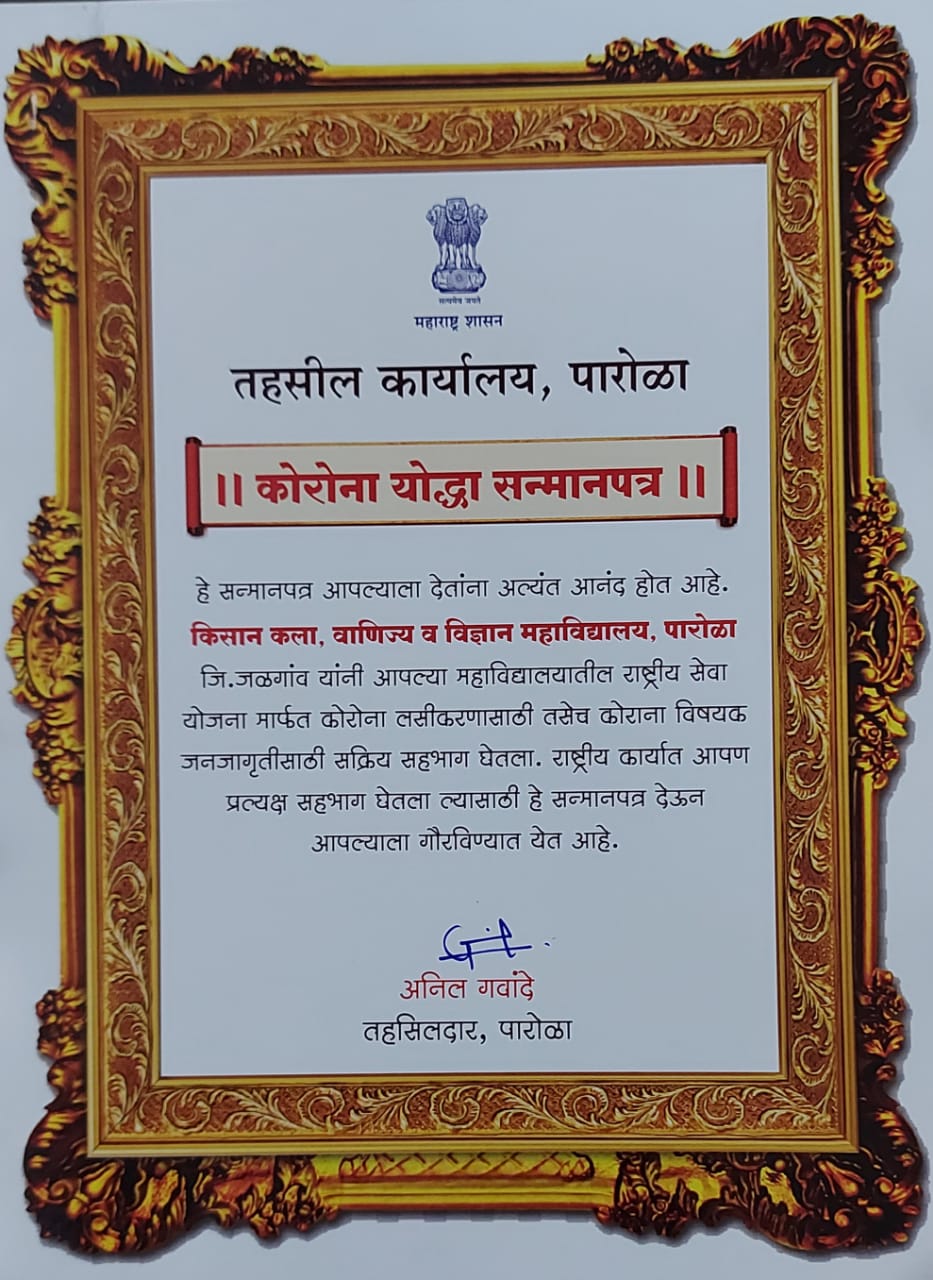 सत्यमेव जयते
महाराष्ट्र शासन
तहसील कार्यालय, पारोळा
।। कोरोना योद्धा सन्मानपत्र ।।
हे सन्मानपत्र आपल्याला देतांना अत्यंत आनंद होत आहे.
किसान कला, वाणिज्य व विज्ञान महाविद्यालय, पारोळा
जि.जळगांव यांनी आपल्या महाविद्यालयातील राष्ट्रीय सेवा
योजना मार्फत कोरोना लसीकरणासाठी तसेच कोराना विषयक
जनजागृतीसाठी सक्रिय सहभाग घेतला. राष्ट्रीय कार्यात आपण
प्रत्यक्ष सहभाग घेतला त्यासाठी हे सन्मानपत्र देऊन
आपल्याला गौरविण्यात येत आहे.
अनिल गवांदे
तहसिलदार, पारोळा